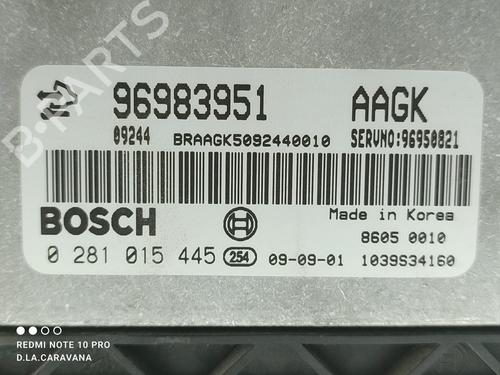 96983951 AAGK
09244 BRAAGK5092440010 SERVNO:96950821
BOSCH
Made in Korea
8605 0010
0 281 015 445 254 09-09-01 1039S34160
B-PARTS
REDMI NOTE 10 PRO
D.LA.CARAVANA